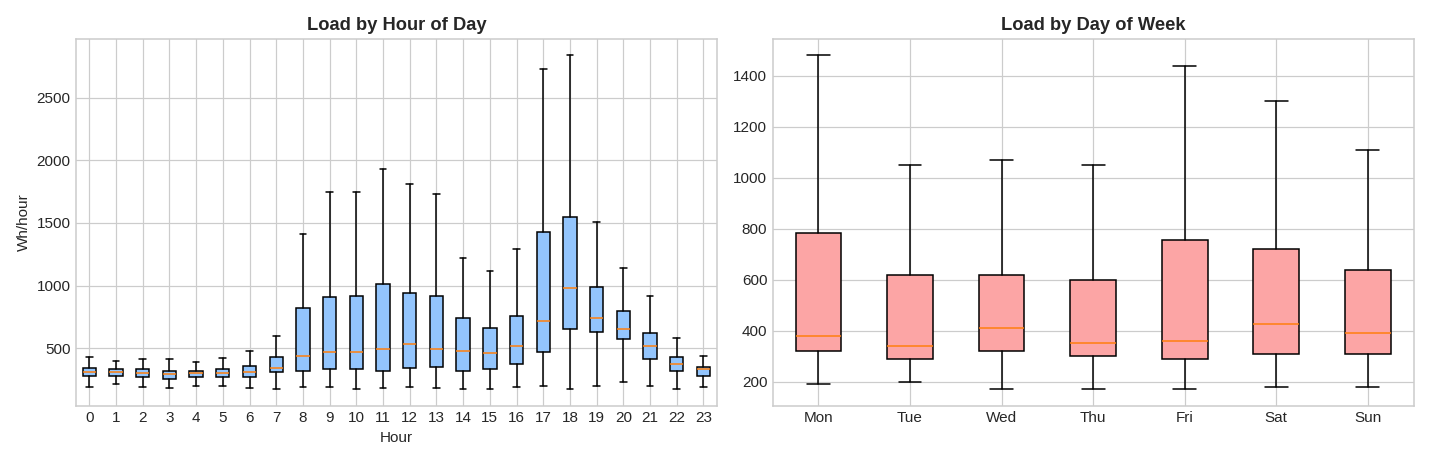 Load by Hour of Day
Wh/hour
2500
2000
1500
1000
500
0 1 2 3 4 5 6 7 8 9 10 11 12 13 14 15 16 17 18 19 20 21 22 23
Hour
Load by Day of Week
1400
1200
1000
800
600
400
200
Mon Tue Wed Thu Fri Sat Sun